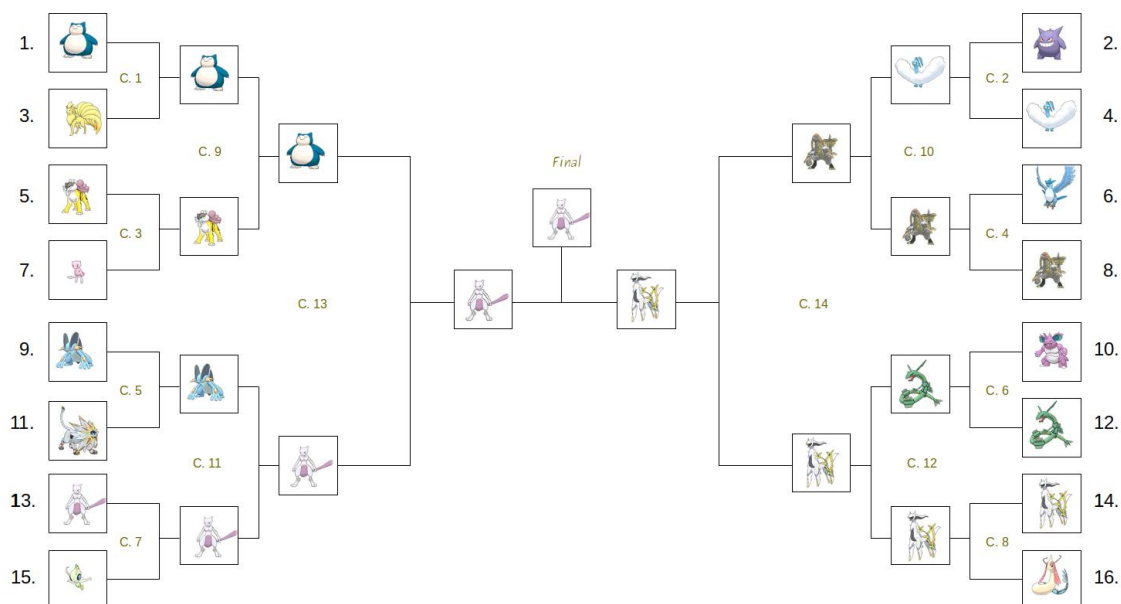 1.
C. 1
3.
C. 9
5.
C. 3
7.
C. 13
9.
C. 5
11.
C. 11
13.
C. 7
15.
Final
2.
C. 2
4.
C. 10
6.
C. 4
8.
C. 14
10.
C. 6
12.
C. 12
14.
C. 8
16.